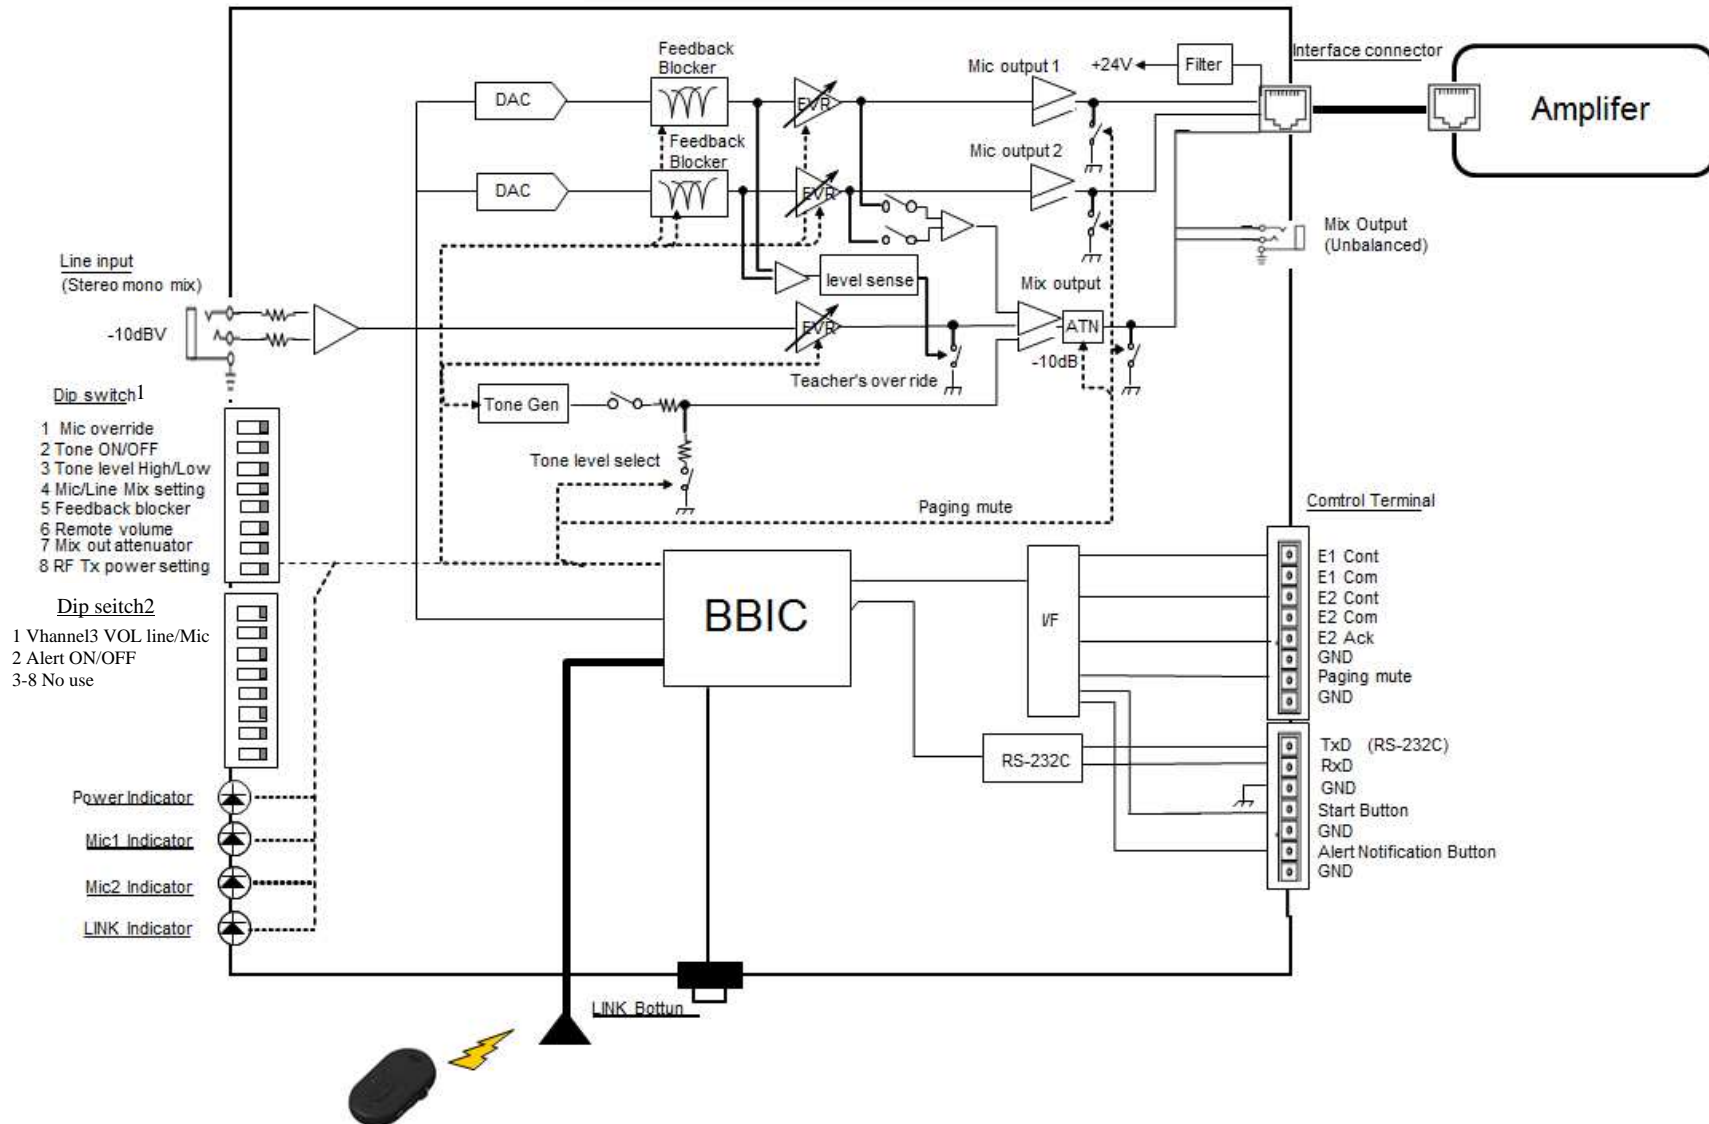 Feedback
Blocker
DAC
EVR
Mic output 1
+24V
Filter
Interface connector
Amplifer
Feedback
Blocker
DAC
EVR
Mic output 2
Mix Output
(Unbalanced)
Line input
(Stereo mono mix)
-10dBV
level sense
Mix output
EVR
ATN
-10dB
Teacher's over ride
Tone Gen
Tone level select
Paging mute
Dip switch1
1 Mic override
2 Tone ON/OFF
3 Tone level High/Low
4 Mic/Line Mix setting
5 Feedback blocker
6 Remote volume
7 Mix out attenuator
8 RF Tx power setting
Dip seitch2
1 Vhannel3 VOL line/Mic
2 Alert ON/OFF
3-8 No use
BBIC
I/F
RS-232C
Comtrol Terminal
E1 Cont
E1 Com
E2 Cont
E2 Com
E2 Ack
GND
Paging mute
GND
TxD (RS-232C)
RxD
GND
Start Button
GND
Alert Notification Button
GND
Power Indicator
Mic1 Indicator
Mic2 Indicator
LINK Indicator
LINK Bottun